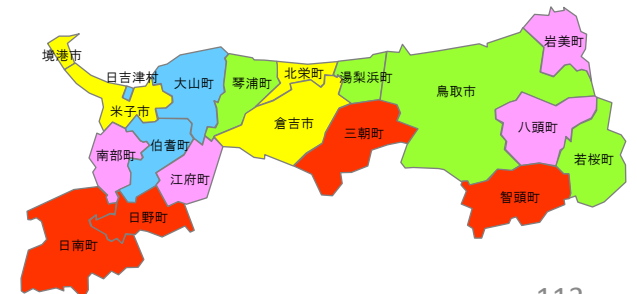 岩美町
境港市
日吉津村
大山町
琴浦町
北栄町
湯梨浜町
鳥取市
米子市
倉吉市
三朝町
八頭町
伯耆町
南部町
若桜町
江府町
智頭町
日野町
日南町